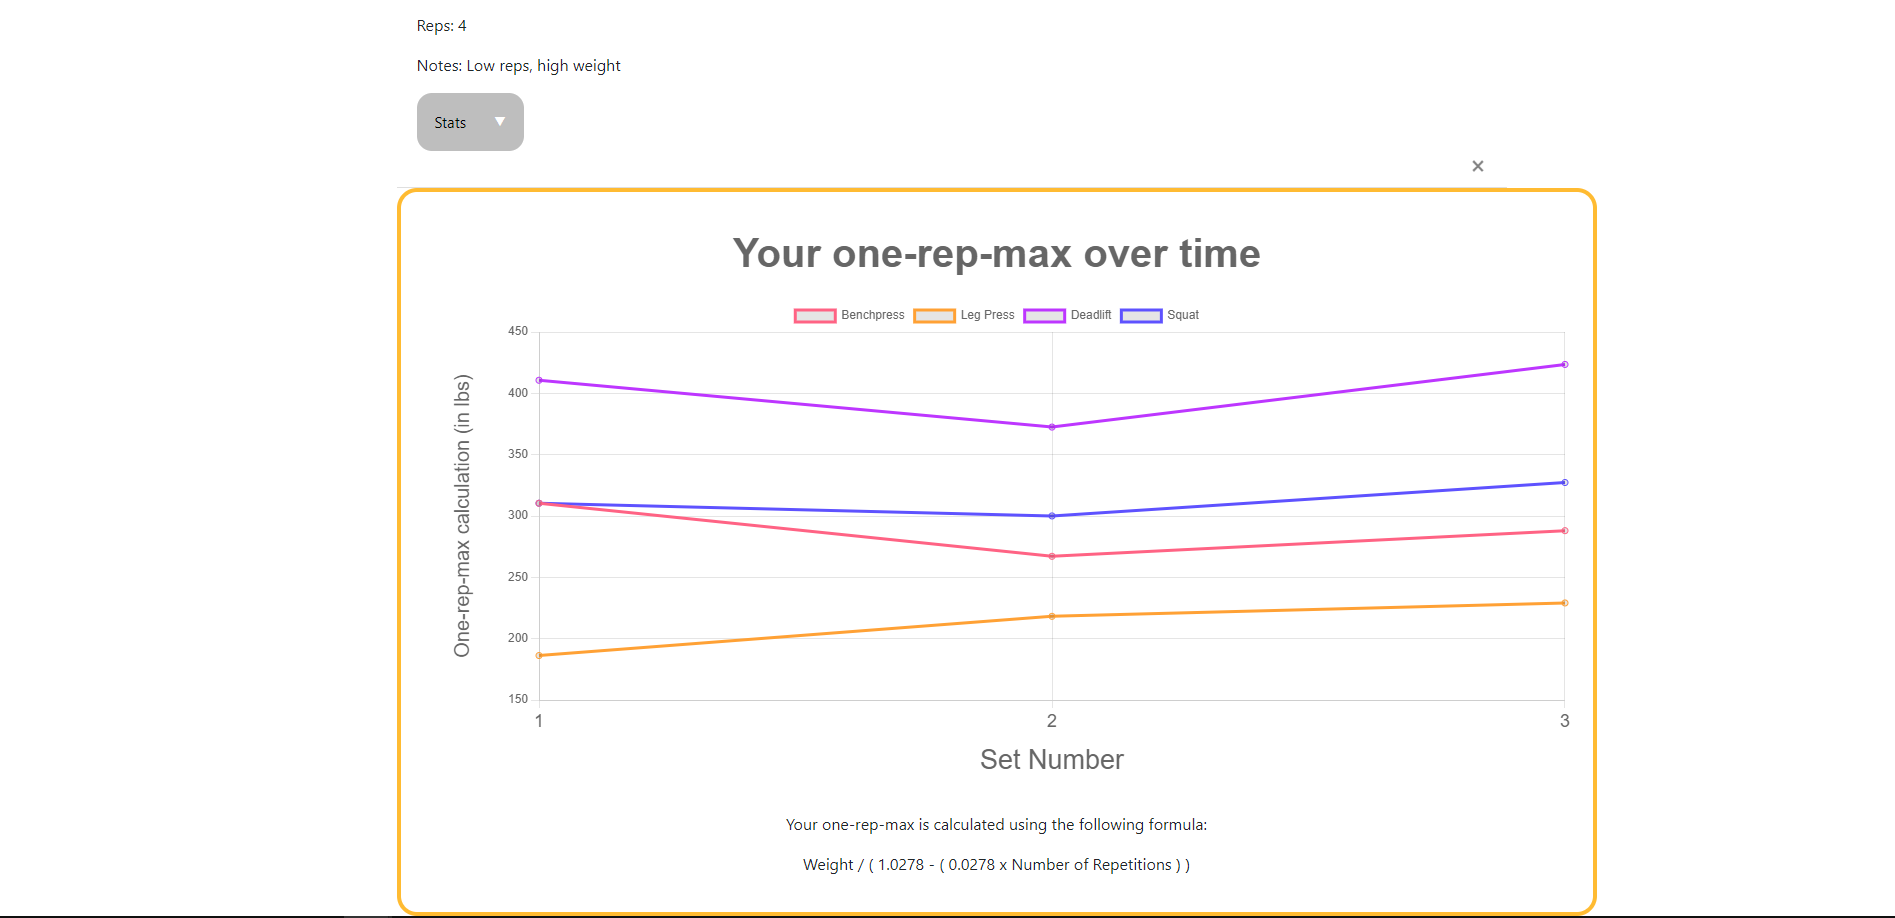 Reps: 4
Notes: Low reps, high weight
Stats ▼
×
Your one-rep-max over time
Benchpress Leg Press Deadlift Squat
One-rep-max calculation (in lbs)
450
400
350
300
250
200
150
1 2 3
Set Number
Your one-rep-max is calculated using the following formula:
Weight / ( 1.0278 - ( 0.0278 x Number of Repetitions ) )